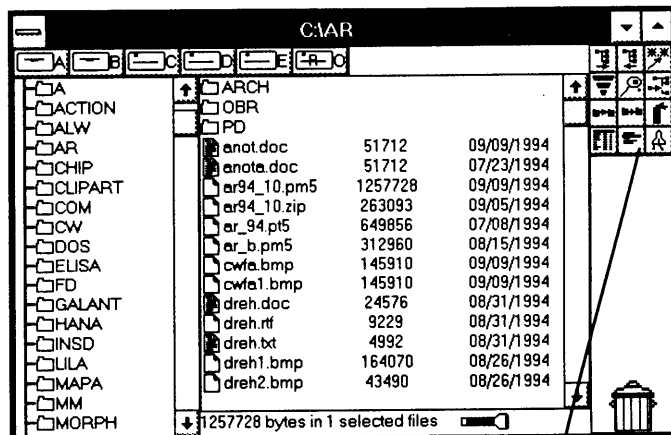 C:\AR
A B C D E R O
A
ACTION
ALW
AR
CHIP
CLIPART
COM
CW
DOS
ELISA
FD
GALANT
HANA
INSD
LILA
MAPA
MM
MORPH
ARCH
OBR
PD
anot.doc 51712 09/09/1994
anota.doc 51712 07/23/1994
ar94_10.pm5 1257728 09/09/1994
ar94_10.zip 263093 09/05/1994
ar_94.pt5 649856 07/08/1994
ar_b.pm5 312960 08/15/1994
cwfa.bmp 145910 09/09/1994
cwfa1.bmp 145910 09/09/1994
dreh.doc 24576 08/31/1994
dreh.rtf 9229 08/31/1994
dreh.txt 4992 08/31/1994
dreh1.bmp 164070 08/26/1994
dreh2.bmp 43490 08/26/1994
1257728 bytes in 1 selected files